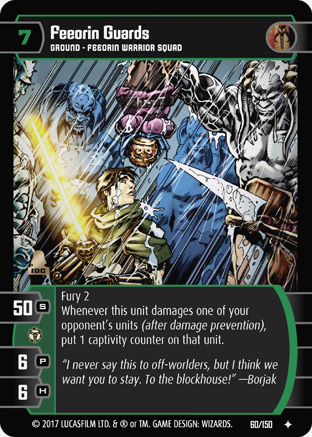 7
Feeorin Guards
GROUND - FEEORIN WARRIOR SQUAD
IDC
50 S
6 P
6 H
Fury 2
Whenever this unit damages one of your
opponent's units (after damage prevention),
put 1 captivity counter on that unit.
"I never say this to off-worlders, but I think we
want you to stay. To the blockhouse!" —Borjak
© 2017 LUCASFILM LTD. & ® or TM. GAME DESIGN: WIZARDS.
60/150